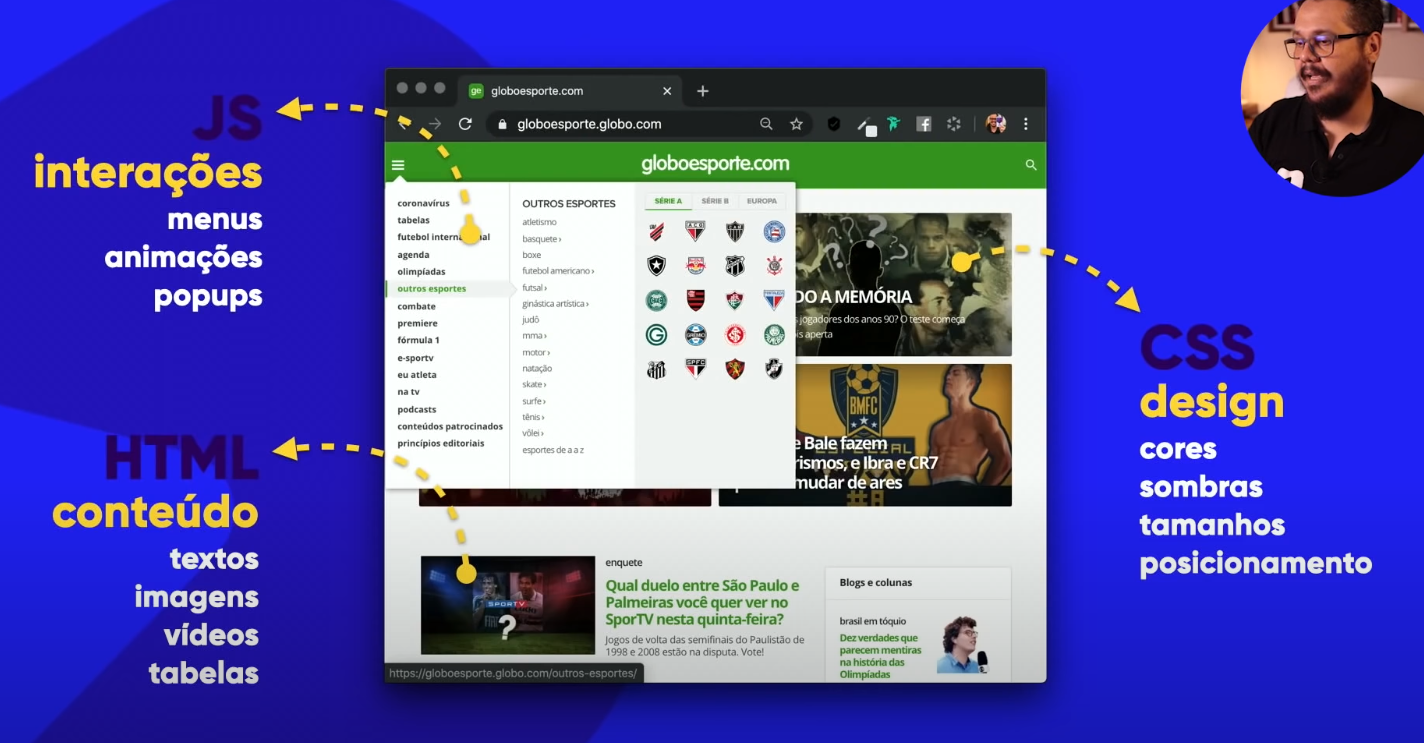 JS
interações
menus
animações
popups
HTML
conteúdo
textos
imagens
vídeos
tabelas
ge globoesporte.com
globoesporte.globo.com
globoesporte.com
coronavírus
tabelas
futebol
agenda
olimpíadas
outros esportes
combate
premiere
fórmula 1
e-sportv
eu atleta
na tv
podcasts
conteúdos patrocinados
princípios editoriais
OUTROS ESPORTES
atletismo
basquete ›
boxe
futebol americano ›
futsal ›
ginástica artística ›
judô
mma ›
motor ›
natação
skate ›
surfe ›
tênis ›
vôlei ›
esportes de a a z
SÉRIE A
SÉRIE B
EUROPA
DO A MEMÓRIA
jogadores dos anos 90? O teste começa
is aperta
BMFC
ESPECIAL
e Bale fazem
rismos, e Ibra e CR7
mudar de ares
SPORTV
?
enquete
Qual duelo entre São Paulo e
Palmeiras você quer ver no
SporTV nesta quinta-feira?
Jogos de volta das semifinais do Paulistão de
1998 e 2008 estão na disputa. Vote!
Blogs e colunas
brasil em tóquio
Dez verdades que
parecem mentiras
na história das
Olimpíadas
https://globoesporte.globo.com/outros-esportes/
CSS
design
cores
sombras
tamanhos
posicionamento